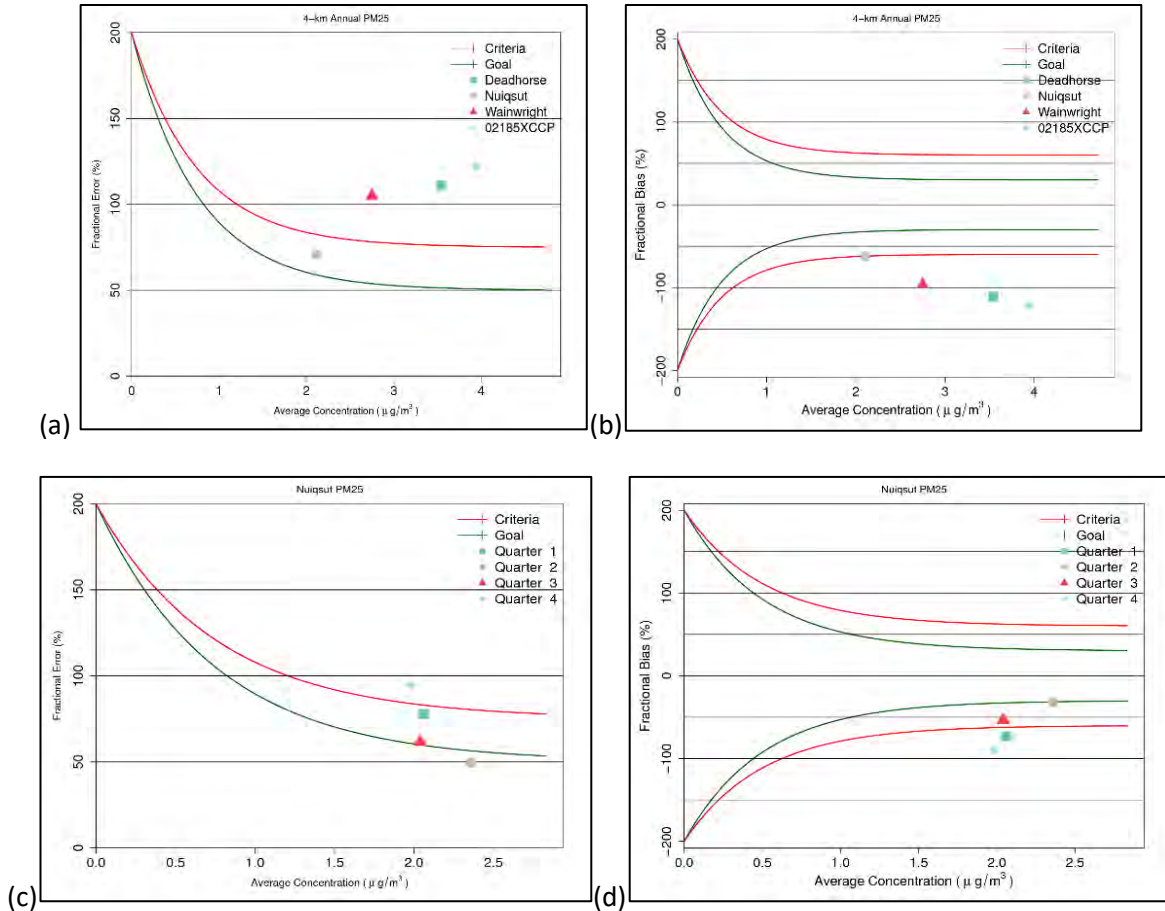 4-km Annual PM25
200
150
100
50
0
Fractional Error (%)
Criteria
Goal
Deadhorse
Nuiqsut
Wainwright
02185XCCP
0 1 2 3 4
Average Concentration ( μ g/m³ )
(a)
4-km Annual PM25
200
100
0
-100
-200
Fractional Bias (%)
Criteria
Goal
Deadhorse
Nuiqsut
Wainwright
02185XCCP
0 1 2 3 4
Average Concentration ( μ g/m³ )
(b)
Nuiqsut PM25
200
150
100
50
0
Fractional Error (%)
Criteria
Goal
Quarter 1
Quarter 2
Quarter 3
Quarter 4
0.0 0.5 1.0 1.5 2.0 2.5
Average Concentration ( μ g/m³ )
(c)
Nuiqsut PM25
200
100
0
-100
-200
Fractional Bias (%)
Criteria
Goal
Quarter 1
Quarter 2
Quarter 3
Quarter 4
0.0 0.5 1.0 1.5 2.0 2.5
Average Concentration ( μ g/m³ )
(d)